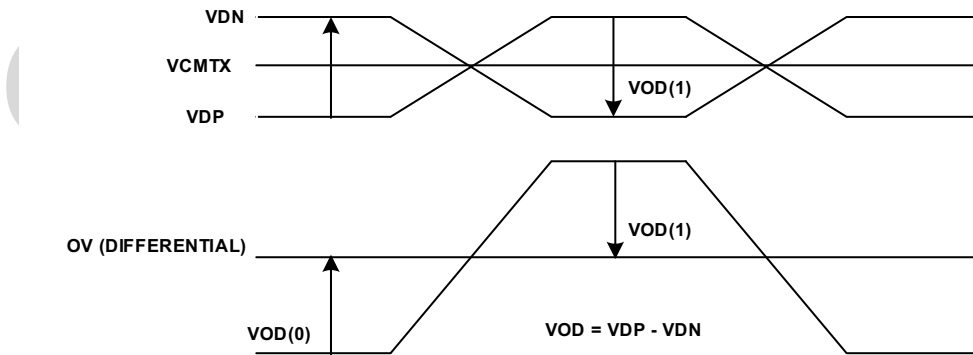 VDN
VCMTX
VOD(1)
VDP
OV (DIFFERENTIAL)
VOD(1)
VOD(0)
VOD = VDP - VDN